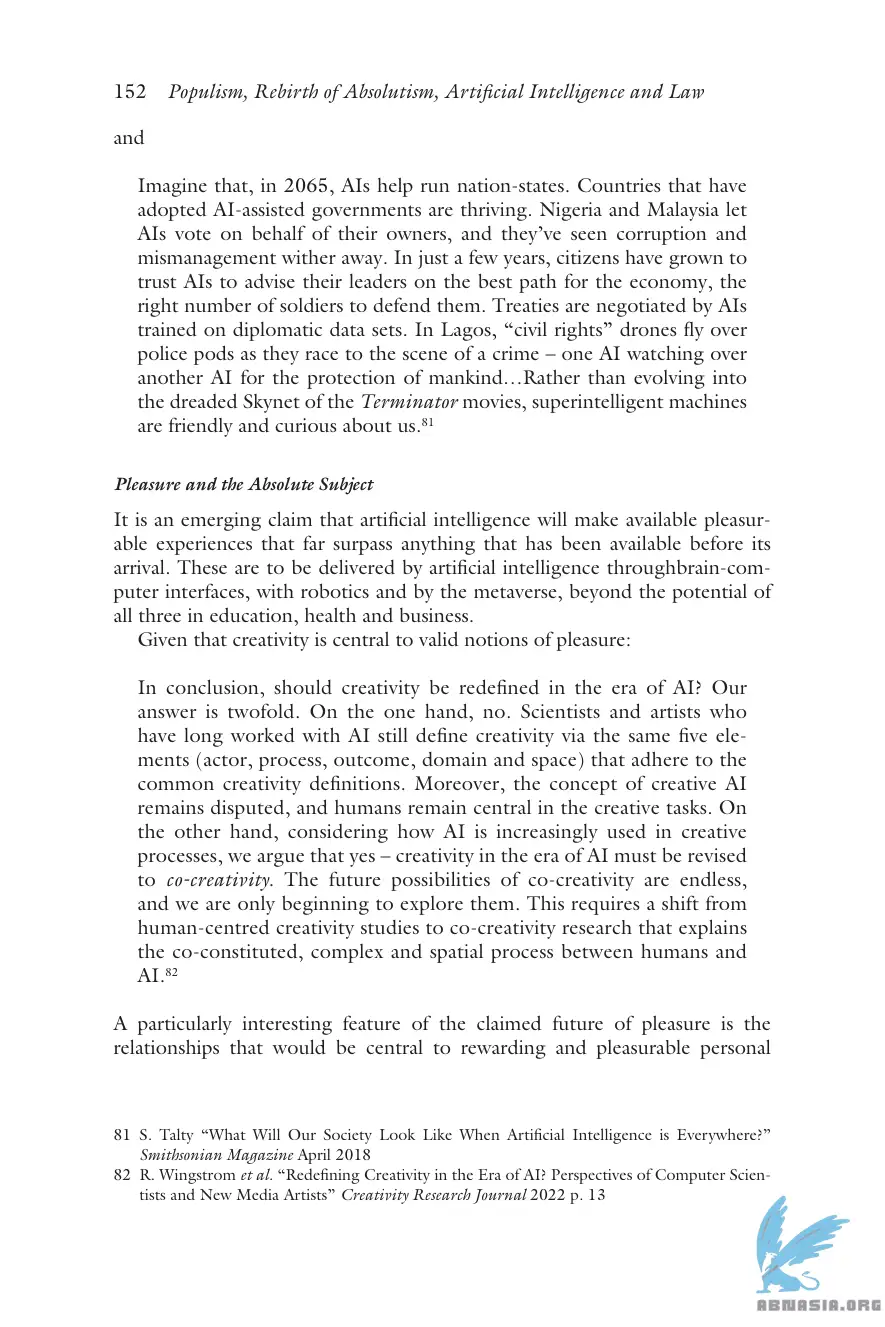 152 Populism, Rebirth of Absolutism, Artificial Intelligence and Law
and
Imagine that, in 2065, AIs help run nation-states. Countries that have
adopted AI-assisted governments are thriving. Nigeria and Malaysia let
AIs vote on behalf of their owners, and they’ve seen corruption and
mismanagement wither away. In just a few years, citizens have grown to
trust AIs to advise their leaders on the best path for the economy, the
right number of soldiers to defend them. Treaties are negotiated by AIs
trained on diplomatic data sets. In Lagos, “civil rights” drones fly over
police pods as they race to the scene of a crime – one AI watching over
another AI for the protection of mankind…Rather than evolving into
the dreaded Skynet of the Terminator movies, superintelligent machines
are friendly and curious about us.81
Pleasure and the Absolute Subject
It is an emerging claim that artificial intelligence will make available pleasur-
able experiences that far surpass anything that has been available before its
arrival. These are to be delivered by artificial intelligence throughbrain-com-
puter interfaces, with robotics and by the metaverse, beyond the potential of
all three in education, health and business.
Given that creativity is central to valid notions of pleasure:
In conclusion, should creativity be redefined in the era of AI? Our
answer is twofold. On the one hand, no. Scientists and artists who
have long worked with AI still define creativity via the same five ele-
ments (actor, process, outcome, domain and space) that adhere to the
common creativity definitions. Moreover, the concept of creative AI
remains disputed, and humans remain central in the creative tasks. On
the other hand, considering how AI is increasingly used in creative
processes, we argue that yes – creativity in the era of AI must be revised
to co-creativity. The future possibilities of co-creativity are endless,
and we are only beginning to explore them. This requires a shift from
human-centred creativity studies to co-creativity research that explains
the co-constituted, complex and spatial process between humans and
AI.82
A particularly interesting feature of the claimed future of pleasure is the
relationships that would be central to rewarding and pleasurable personal
81 S. Talty “What Will Our Society Look Like When Artificial Intelligence is Everywhere?”
Smithsonian Magazine April 2018
82 R. Wingstrom et al. “Redefining Creativity in the Era of AI? Perspectives of Computer Scien-
tists and New Media Artists” Creativity Research Journal 2022 p. 13
ABNASIA.ORG